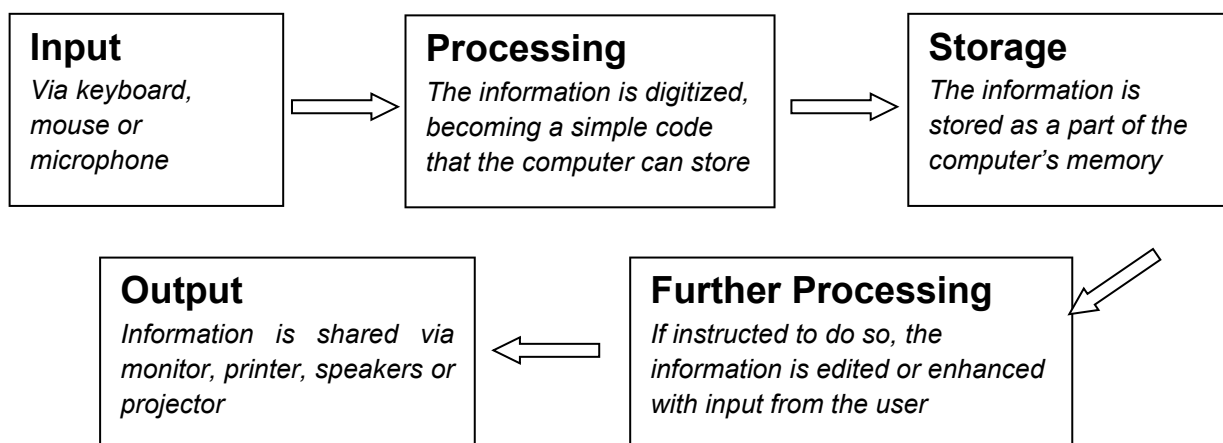 Input
Via keyboard,
mouse or
microphone
Processing
The information is digitized,
becoming a simple code
that the computer can store
Storage
The information is
stored as a part of the
computer’s memory
Further Processing
If instructed to do so, the
information is edited or enhanced
with input from the user
Output
Information is shared via
monitor, printer, speakers or
projector